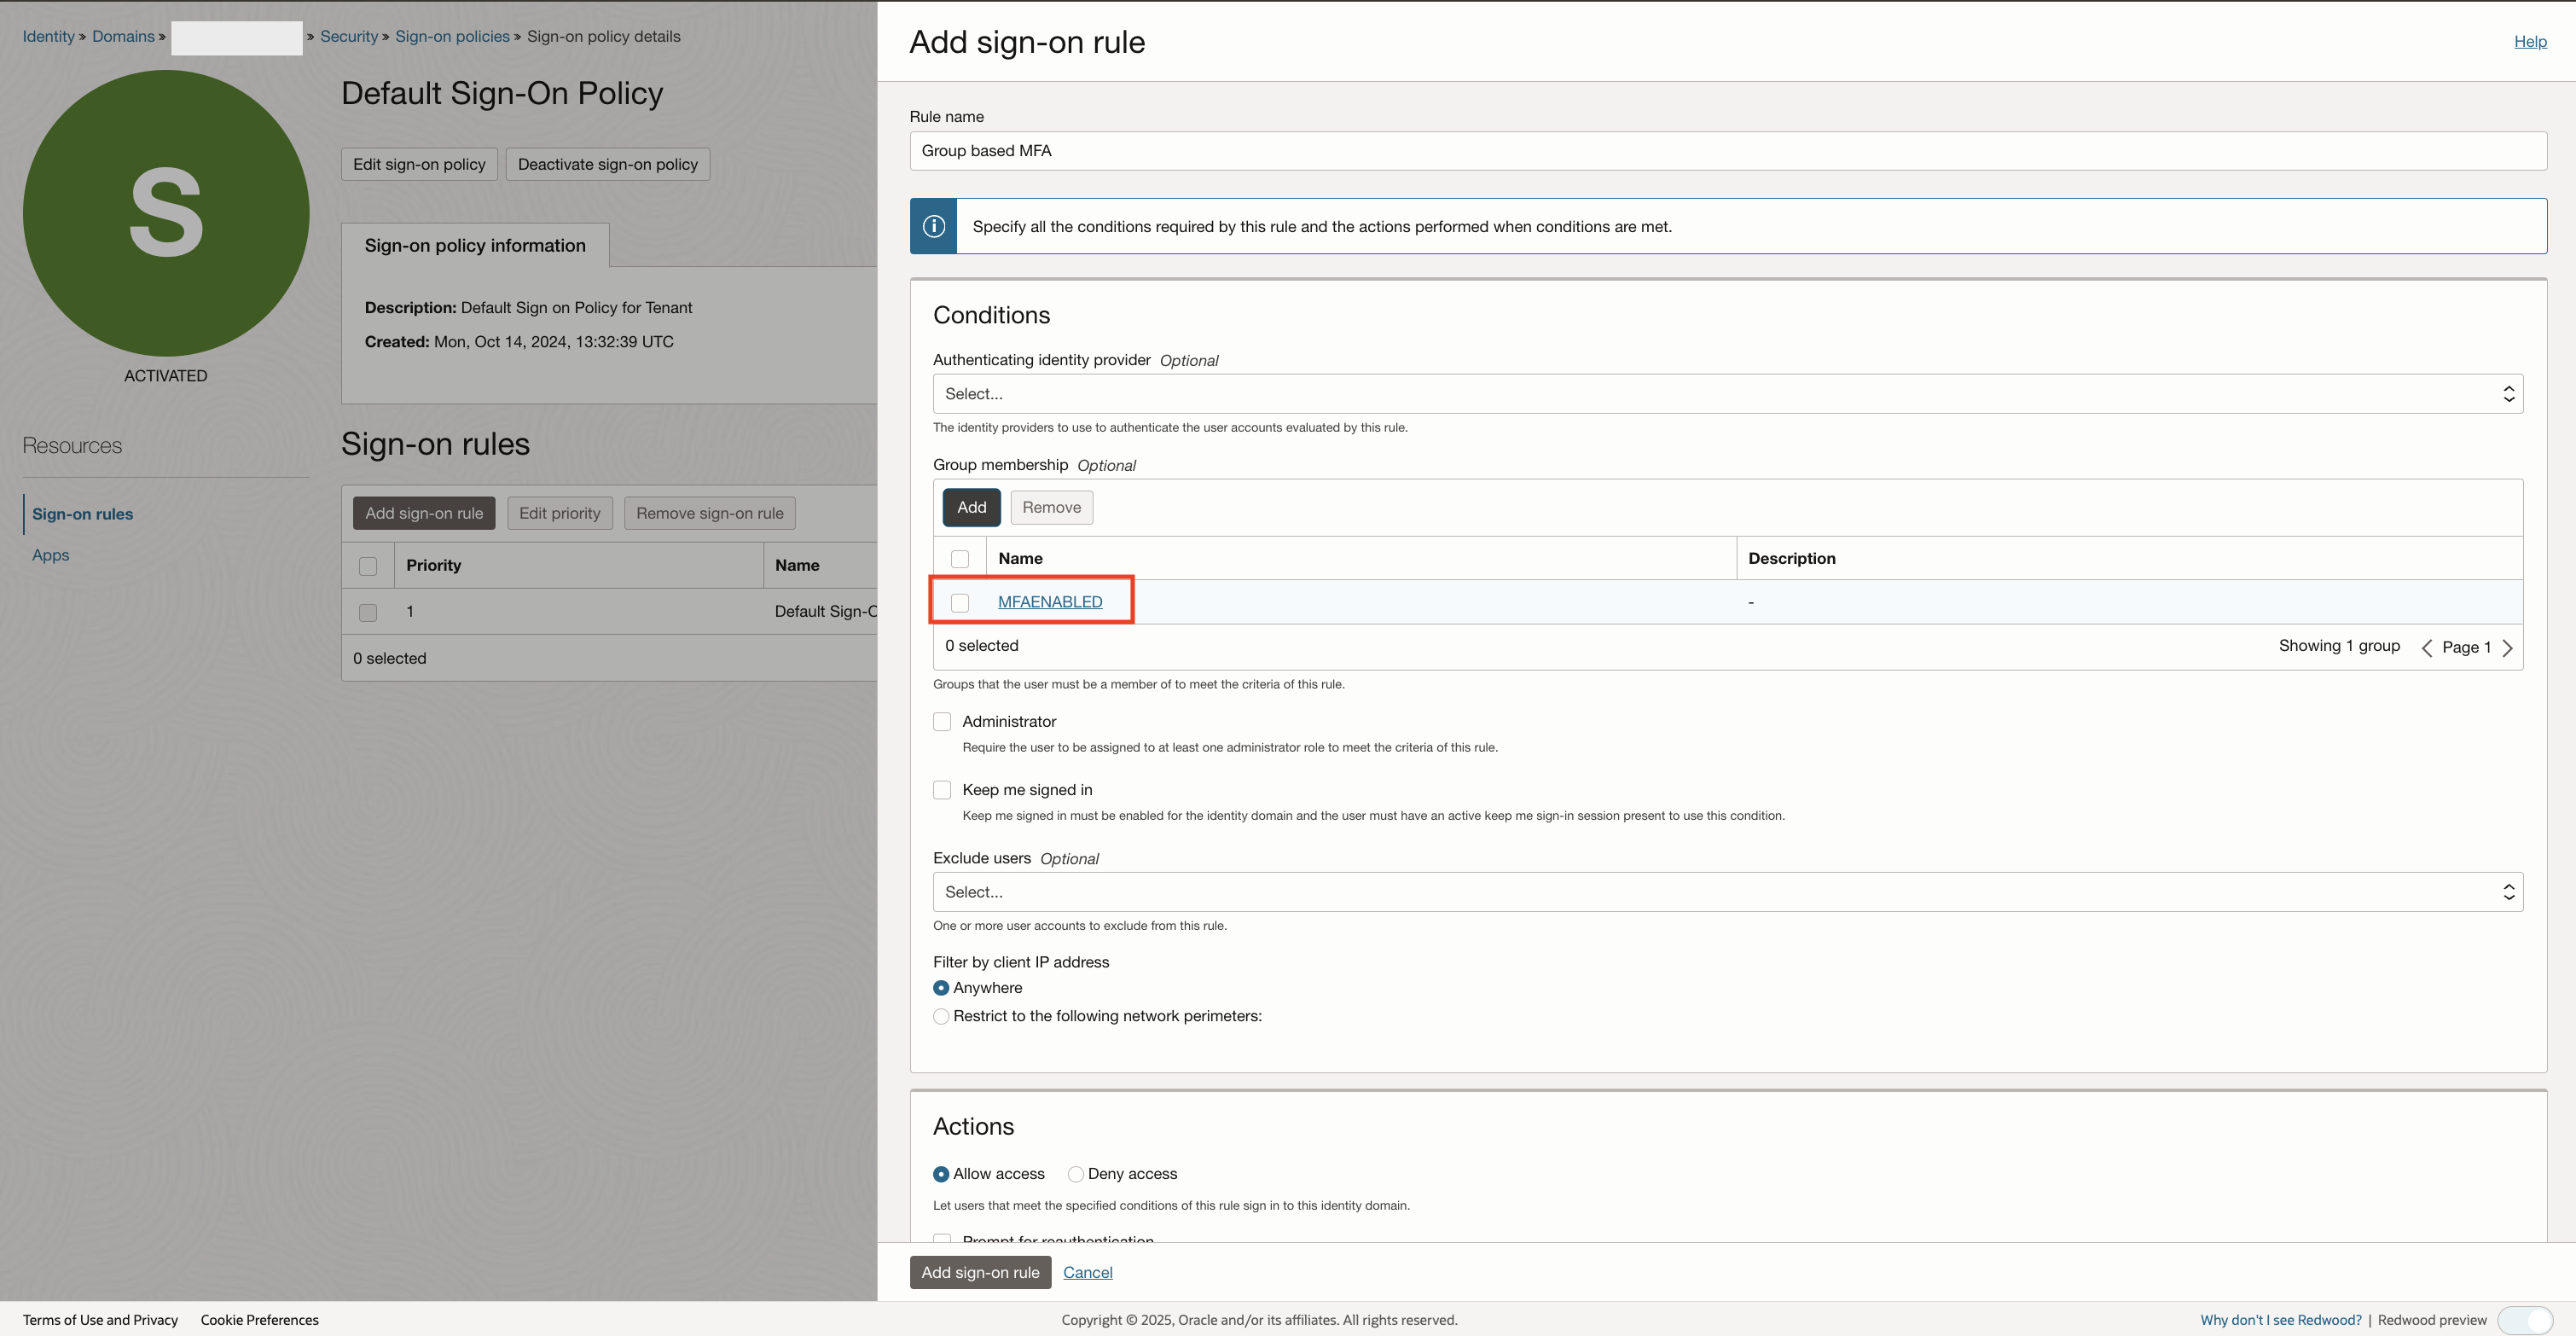 Identity » Domains » » Security » Sign-on policies » Sign-on policy details
S
ACTIVATED
Default Sign-On Policy
Edit sign-on policy
Deactivate sign-on policy
Sign-on policy information
Description: Default Sign on Policy for Tenant
Created: Mon, Oct 14, 2024, 13:32:39 UTC
Resources
Sign-on rules
Apps
Sign-on rules
Add sign-on rule
Edit priority
Remove sign-on rule
Priority
Name
1
Default Sign-O
0 selected
Add sign-on rule
Help
Rule name
Group based MFA
Specify all the conditions required by this rule and the actions performed when conditions are met.
Conditions
Authenticating identity provider Optional
Select...
The identity providers to use to authenticate the user accounts evaluated by this rule.
Group membership Optional
Add
Remove
Name
Description
MFAENABLED
-
0 selected
Showing 1 group
Page 1
Groups that the user must be a member of to meet the criteria of this rule.
Administrator
Require the user to be assigned to at least one administrator role to meet the criteria of this rule.
Keep me signed in
Keep me signed in must be enabled for the identity domain and the user must have an active keep me sign-in session present to use this condition.
Exclude users Optional
Select...
One or more user accounts to exclude from this rule.
Filter by client IP address
Anywhere
Restrict to the following network perimeters:
Actions
Allow access
Deny access
Let users that meet the specified conditions of this rule sign in to this identity domain.
Prompt for reauthentication
Add sign-on rule
Cancel
Terms of Use and Privacy
Cookie Preferences
Copyright © 2025, Oracle and/or its affiliates. All rights reserved.
Why don't I see Redwood? | Redwood preview